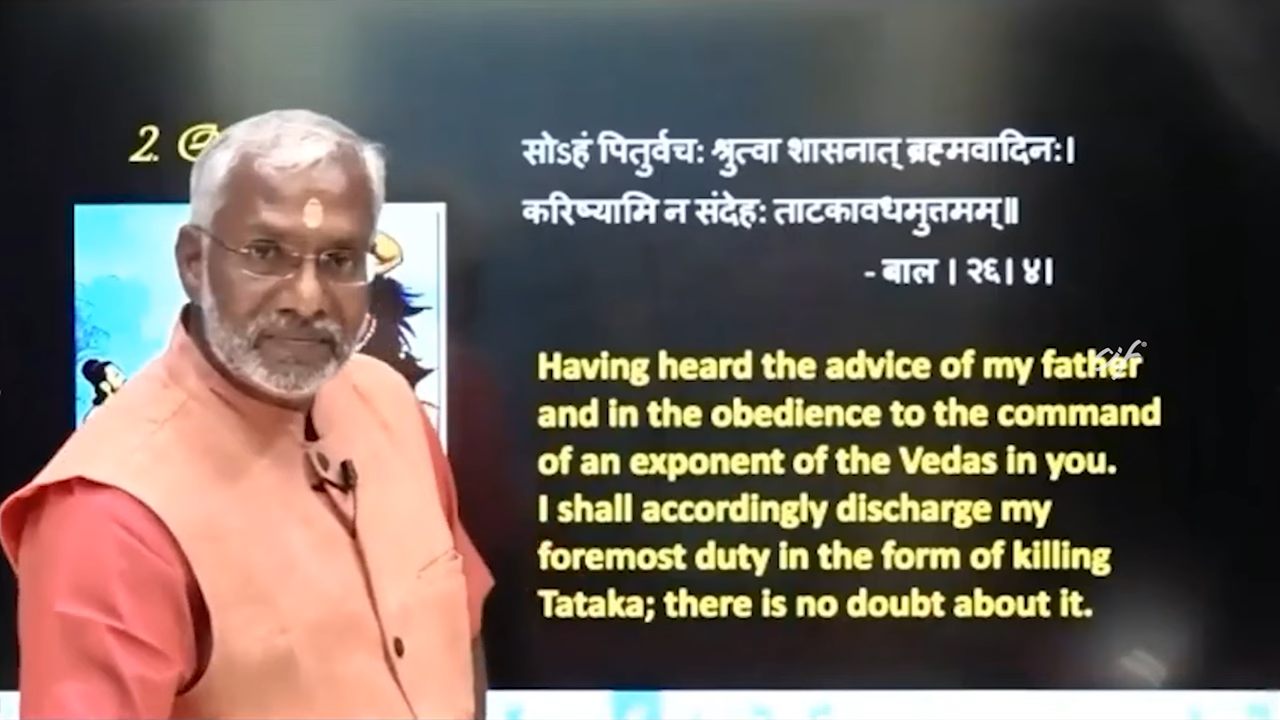 2.
सोऽहं पितुर्वच: श्रुत्वा शासनात् ब्रह्मवादिन:।
करिष्यामि न संदेह: ताटकावधमुत्तमम्॥
- बाल । २६। ४।
Having heard the advice of my father
and in the obedience to the command
of an exponent of the Vedas in you.
I shall accordingly discharge my
foremost duty in the form of killing
Tataka; there is no doubt about it.